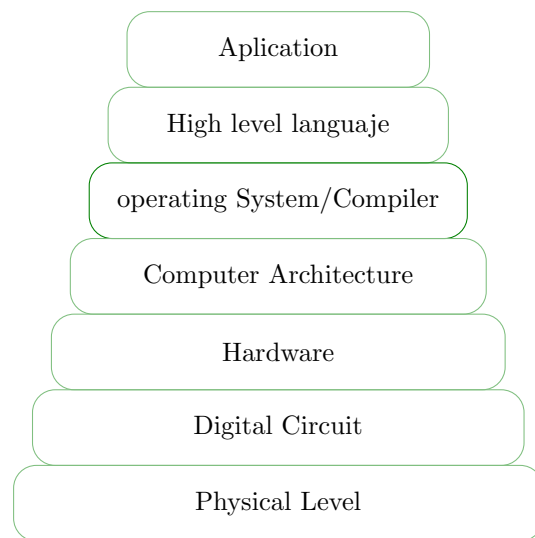 Aplication
High level languaje
operating System/Compiler
Computer Architecture
Hardware
Digital Circuit
Physical Level